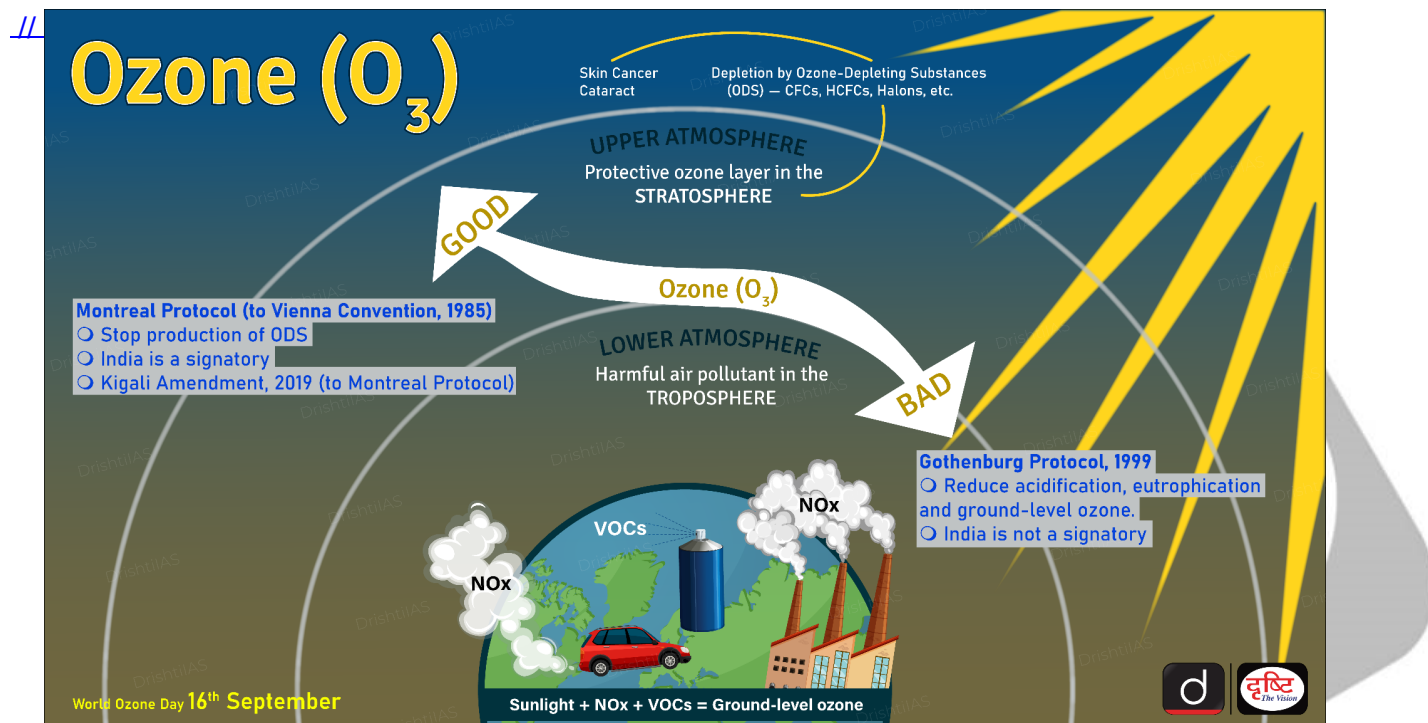 //
Ozone (O3)
Skin Cancer
Cataract
Depletion by Ozone-Depleting Substances
(ODS) — CFCs, HCFCs, Halons, etc.
UPPER ATMOSPHERE
Protective ozone layer in the
STRATOSPHERE
GOOD
Ozone (O3)
BAD
Montreal Protocol (to Vienna Convention, 1985)
❍ Stop production of ODS
❍ India is a signatory
❍ Kigali Amendment, 2019 (to Montreal Protocol)
LOWER ATMOSPHERE
Harmful air pollutant in the
TROPOSPHERE
Gothenburg Protocol, 1999
❍ Reduce acidification, eutrophication
and ground-level ozone.
❍ India is not a signatory
NOx
VOCs
NOx
Sunlight + NOx + VOCs = Ground-level ozone
World Ozone Day 16th September
d
दृष्टि
The Vision
DrishtiIAS